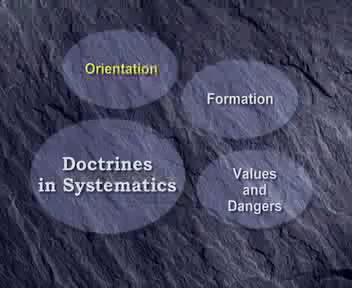 Orientation
Formation
Doctrines
in Systematics
Values
and
Dangers